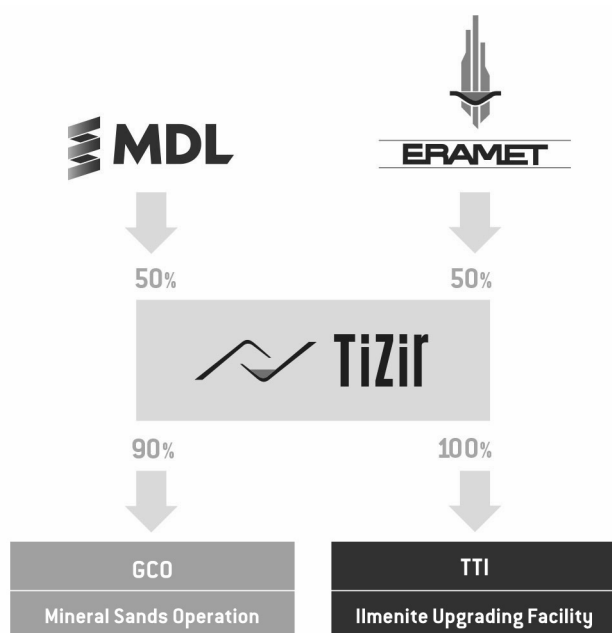 MDL
ERAMET
50%
50%
TiZir
90%
100%
GCO
TTI
Mineral Sands Operation
Ilmenite Upgrading Facility